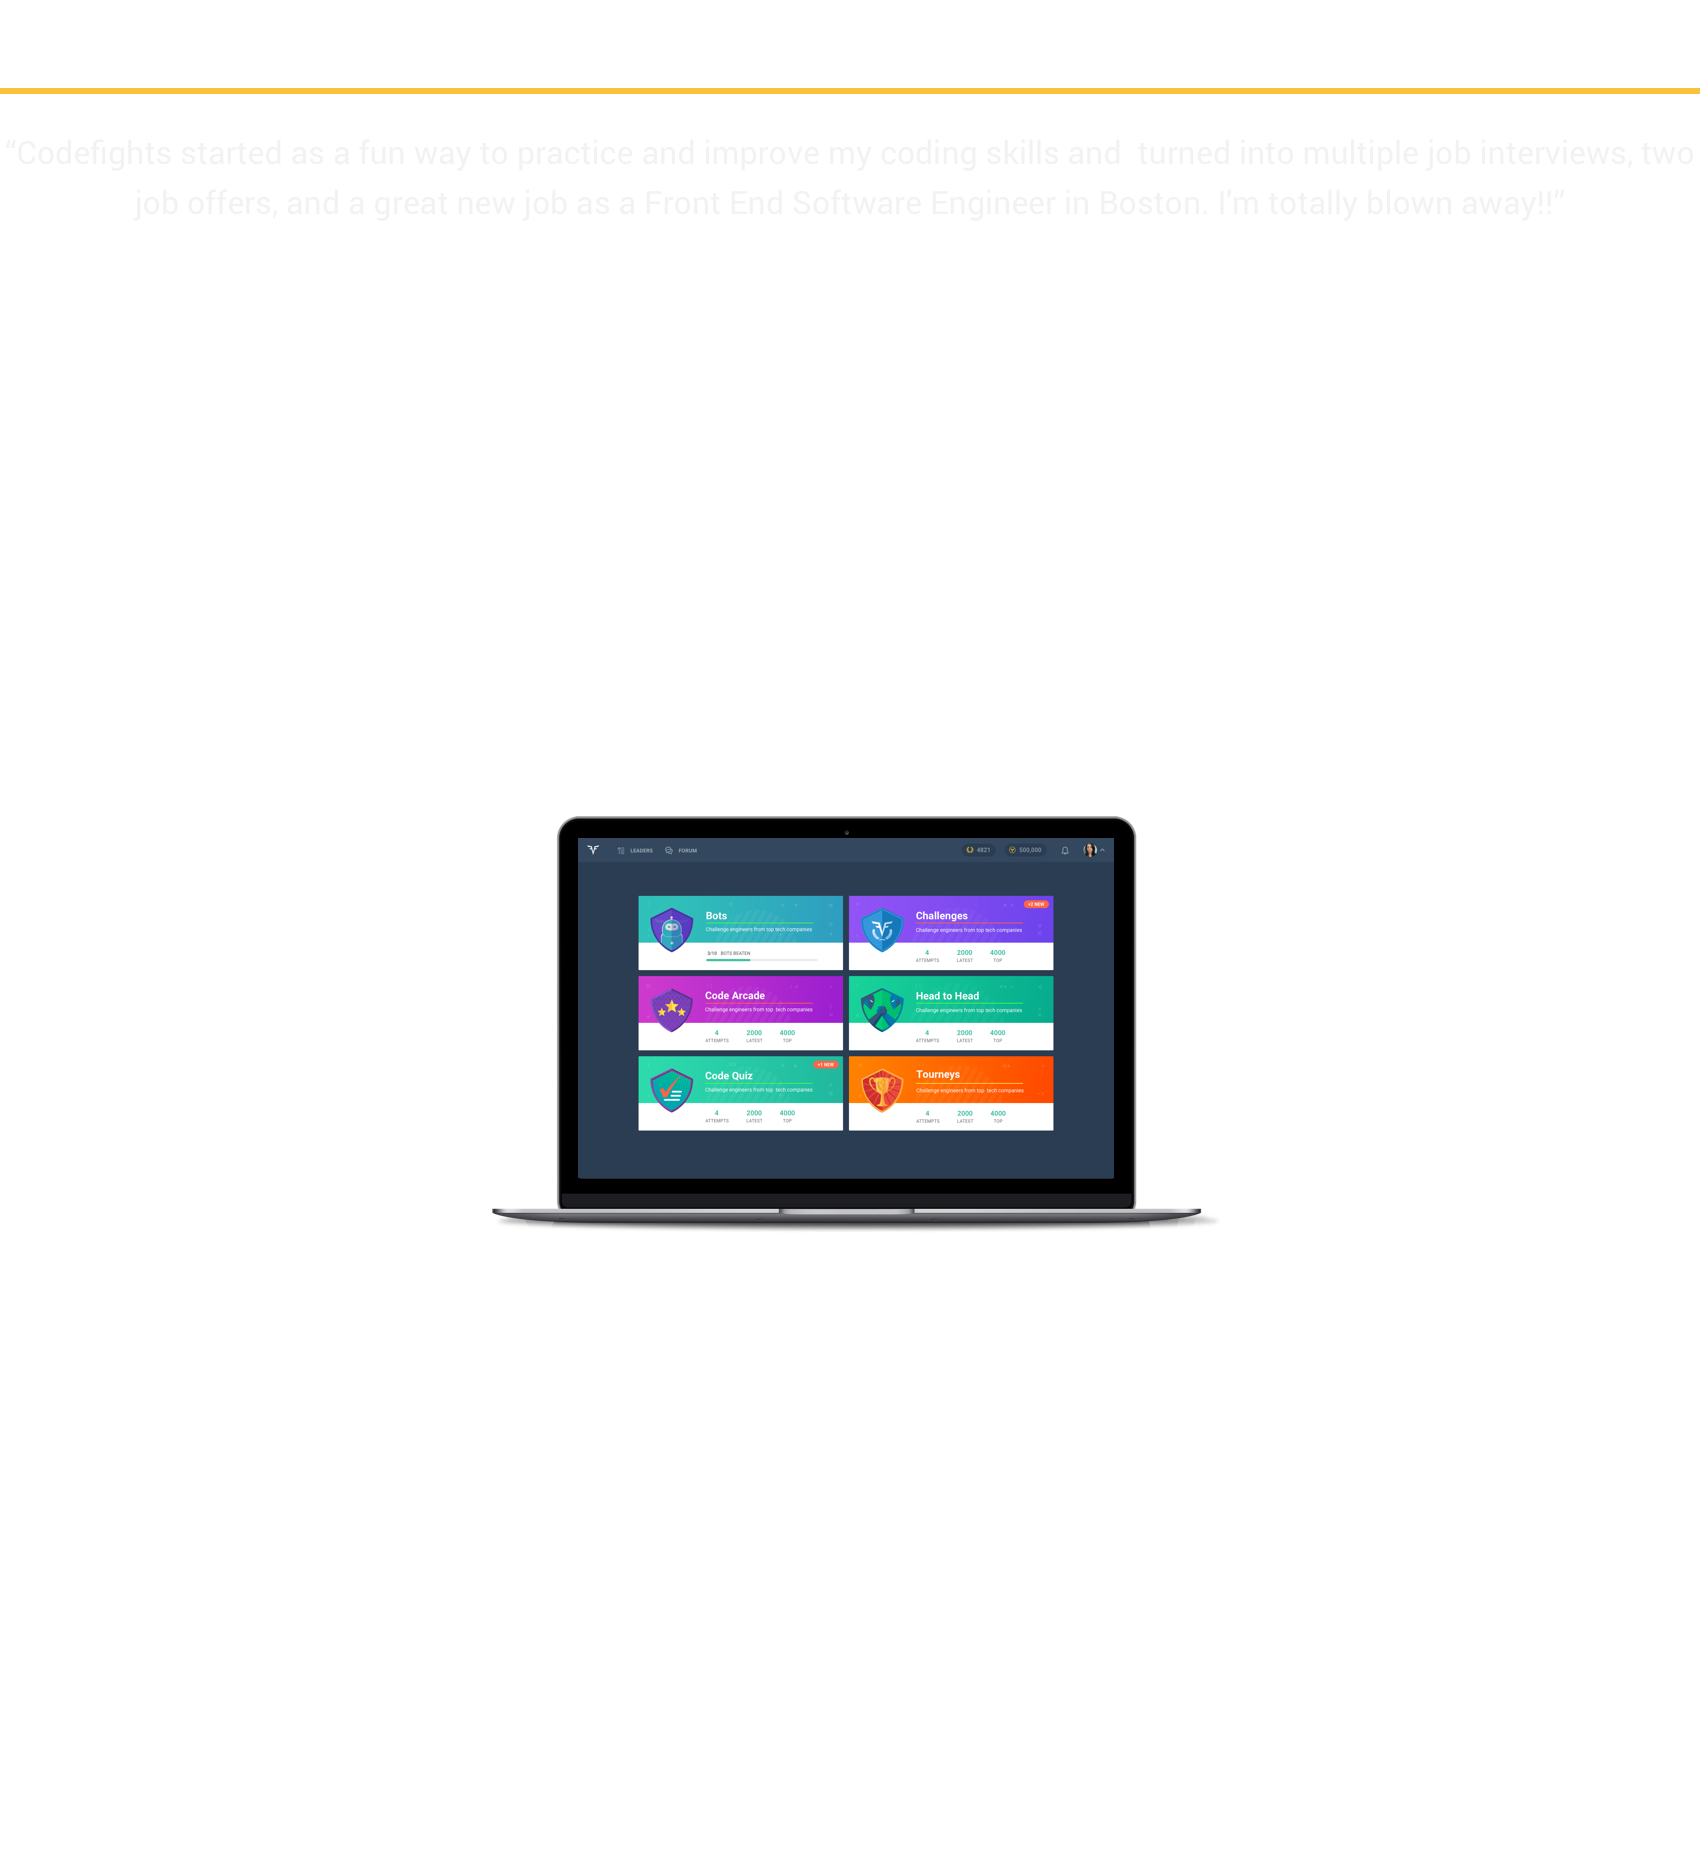 “Codefights started as a fun way to practice and improve my coding skills and  turned into multiple job interviews, two
job offers, and a great new job as a Front End Software Engineer in Boston. I'm totally blown away!!”
LEADERS FORUM 4821 500,000
Bots
Challenge engineers from top tech companies
3/10 BOTS BEATEN
+2 NEW
Challenges
Challenge engineers from top tech companies
4 2000 4000
ATTEMPTS LATEST TOP
Code Arcade
Challenge engineers from top tech companies
4 2000 4000
ATTEMPTS LATEST TOP
Head to Head
Challenge engineers from top tech companies
4 2000 4000
ATTEMPTS LATEST TOP
+1 NEW
Code Quiz
Challenge engineers from top tech companies
4 2000 4000
ATTEMPTS LATEST TOP
Tourneys
Challenge engineers from top tech companies
4 2000 4000
ATTEMPTS LATEST TOP